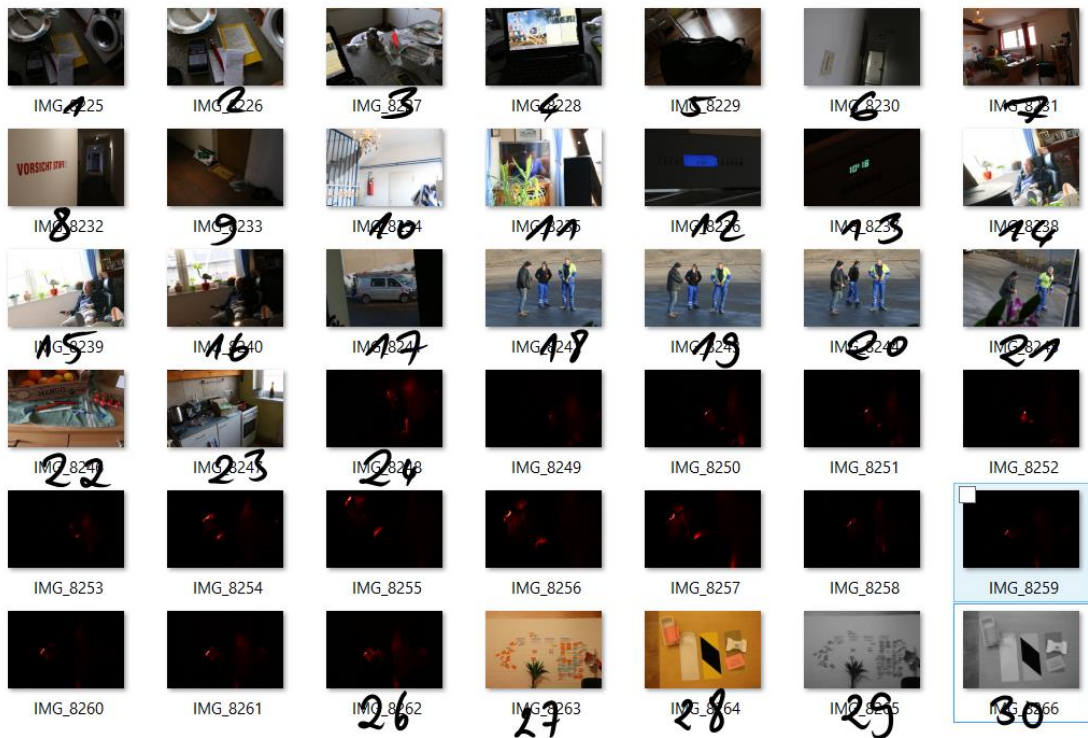 IMG_8225 IMG_8226 IMG_8227 IMG_8228 IMG_8229 IMG_8230 IMG_8231
1 2 3 4 5 6 7
VORSICHT STUFE!
10:16
IMG_8232 IMG_8233 IMG_8234 IMG_8235 IMG_8236 IMG_8237 IMG_8238
8 9 10 11 12 13 14
IMG_8239 IMG_8240 IMG_8241 IMG_8242 IMG_8243 IMG_8244 IMG_8245
15 16 17 18 19 20 21
MANGO
IMG_8246 IMG_8247 IMG_8248 IMG_8249 IMG_8250 IMG_8251 IMG_8252
22 23 24
IMG_8253 IMG_8254 IMG_8255 IMG_8256 IMG_8257 IMG_8258 IMG_8259
IMG_8260 IMG_8261 IMG_8262 IMG_8263 IMG_8264 IMG_8265 IMG_8266
26 27 28 29 30